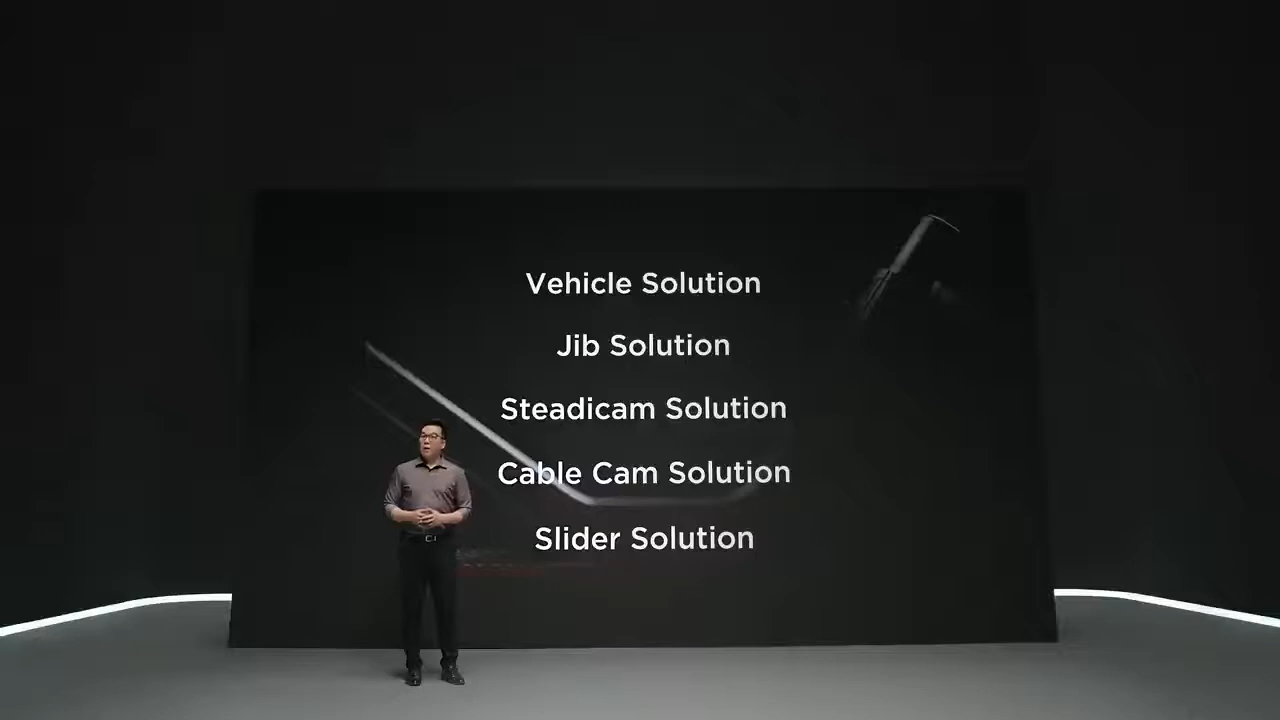 Vehicle Solution
Jib Solution
Steadicam Solution
Cable Cam Solution
Slider Solution